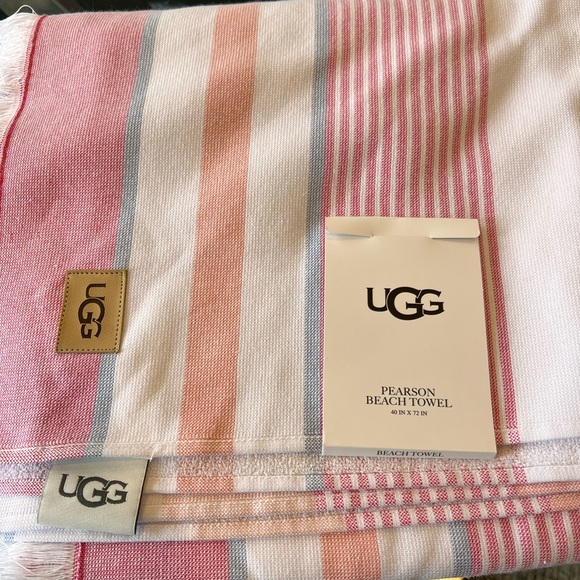 UGG
UGG
PEARSON
BEACH TOWEL
40 IN X 72 IN
BEACH TOWEL
UGG